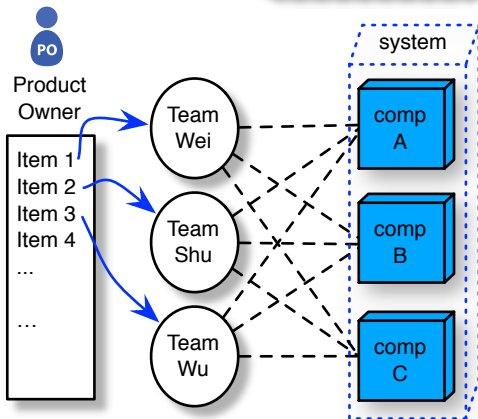 PO
Product
Owner
Item 1
Item 2
Item 3
Item 4
...
...
Team
Wei
Team
Shu
Team
Wu
system
comp
A
comp
B
comp
C